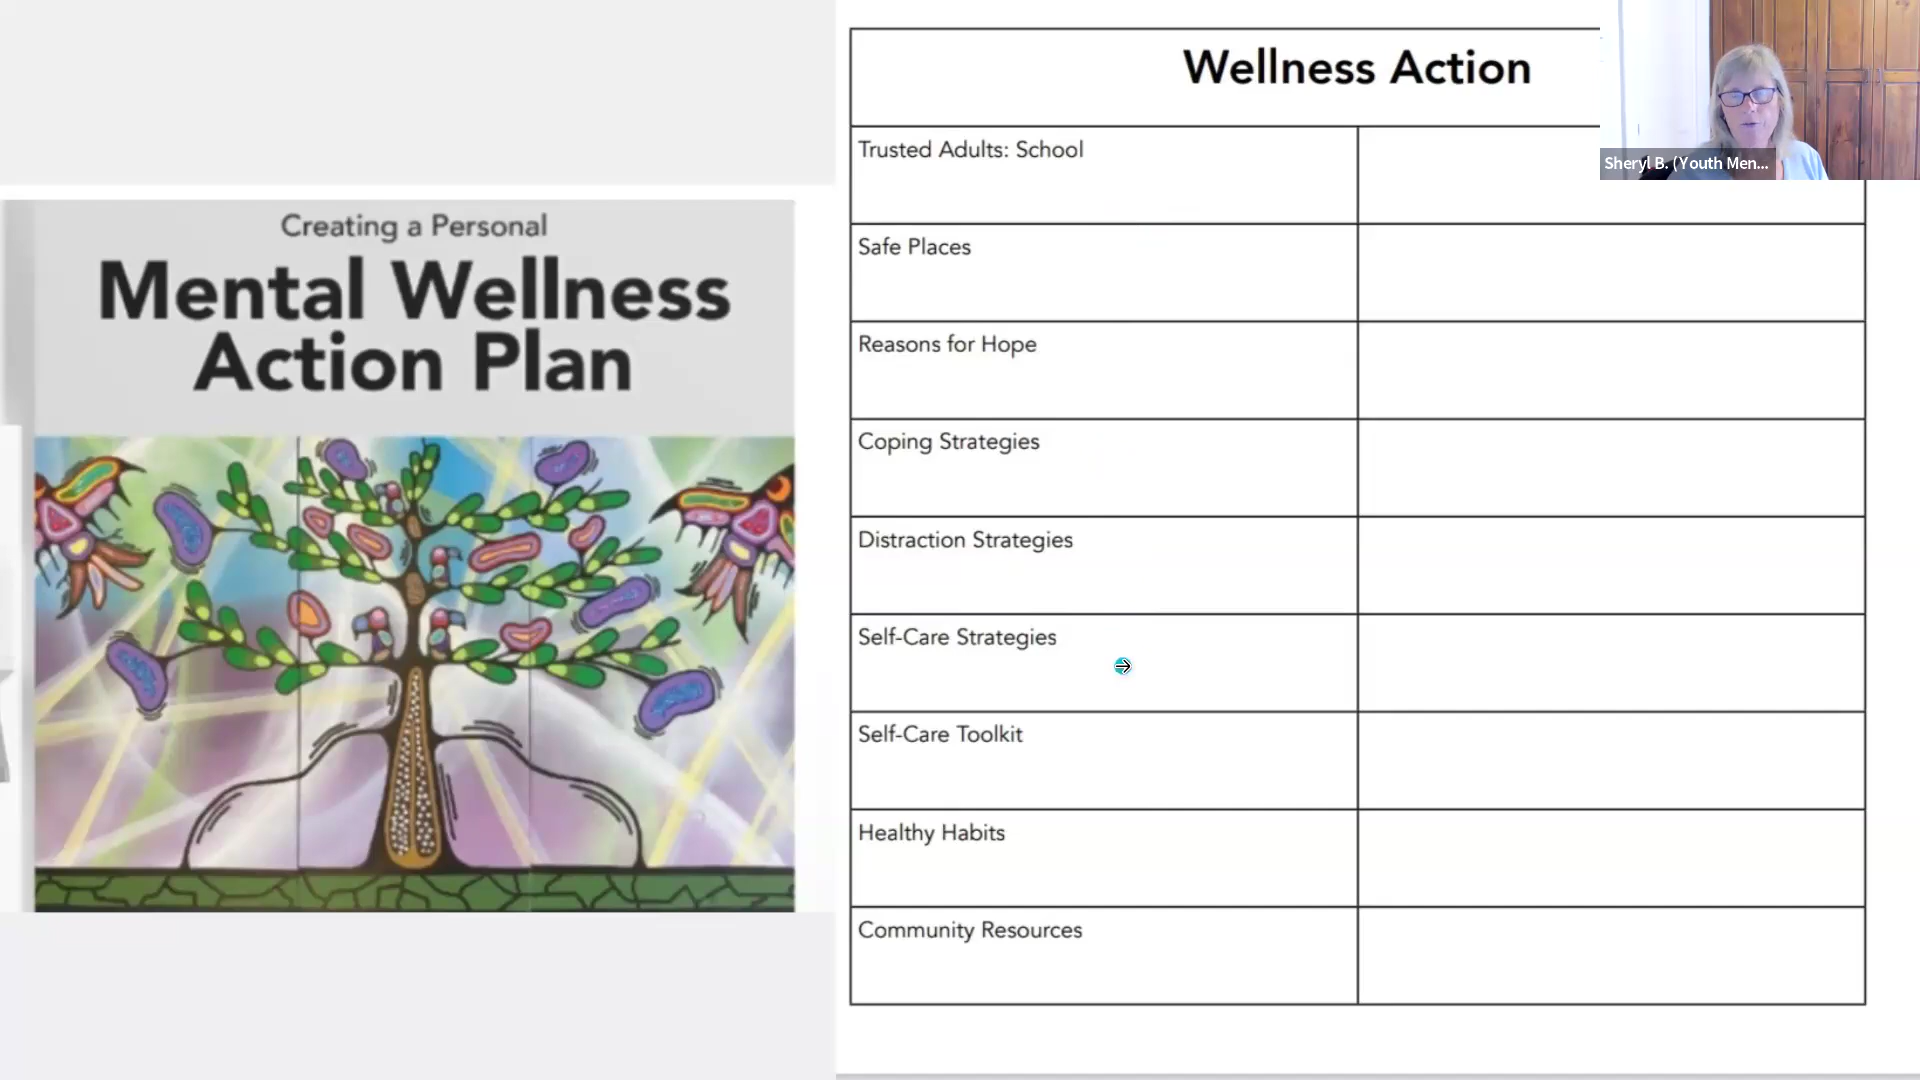 Creating a Personal
Mental Wellness
Action Plan
Wellness Action
Trusted Adults: School
Safe Places
Reasons for Hope
Coping Strategies
Distraction Strategies
Self-Care Strategies
Self-Care Toolkit
Healthy Habits
Community Resources
Sheryl B. (Youth Men...